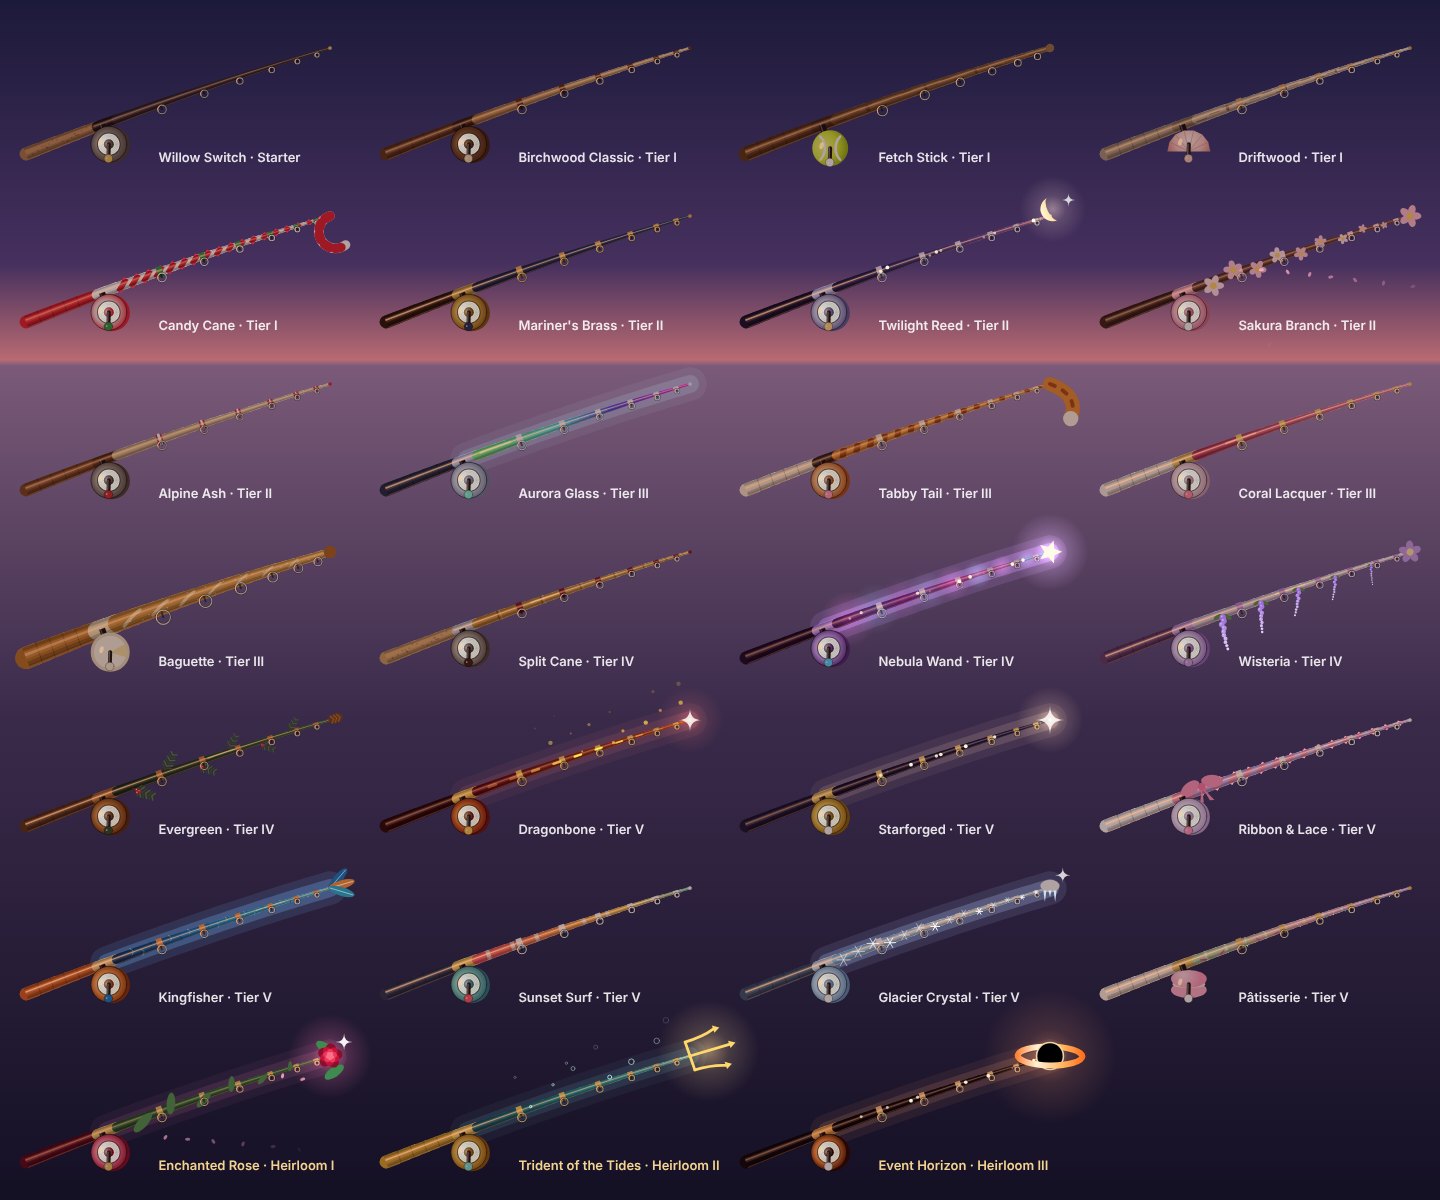 Willow Switch · Starter
Birchwood Classic · Tier I
Fetch Stick · Tier I
Driftwood · Tier I
Candy Cane · Tier I
Mariner's Brass · Tier II
Twilight Reed · Tier II
Sakura Branch · Tier II
Alpine Ash · Tier II
Aurora Glass · Tier III
Tabby Tail · Tier III
Coral Lacquer · Tier III
Baguette · Tier III
Split Cane · Tier IV
Nebula Wand · Tier IV
Wisteria · Tier IV
Evergreen · Tier IV
Dragonbone · Tier V
Starforged · Tier V
Ribbon & Lace · Tier V
Kingfisher · Tier V
Sunset Surf · Tier V
Glacier Crystal · Tier V
Pâtisserie · Tier V
Enchanted Rose · Heirloom I
Trident of the Tides · Heirloom II
Event Horizon · Heirloom III